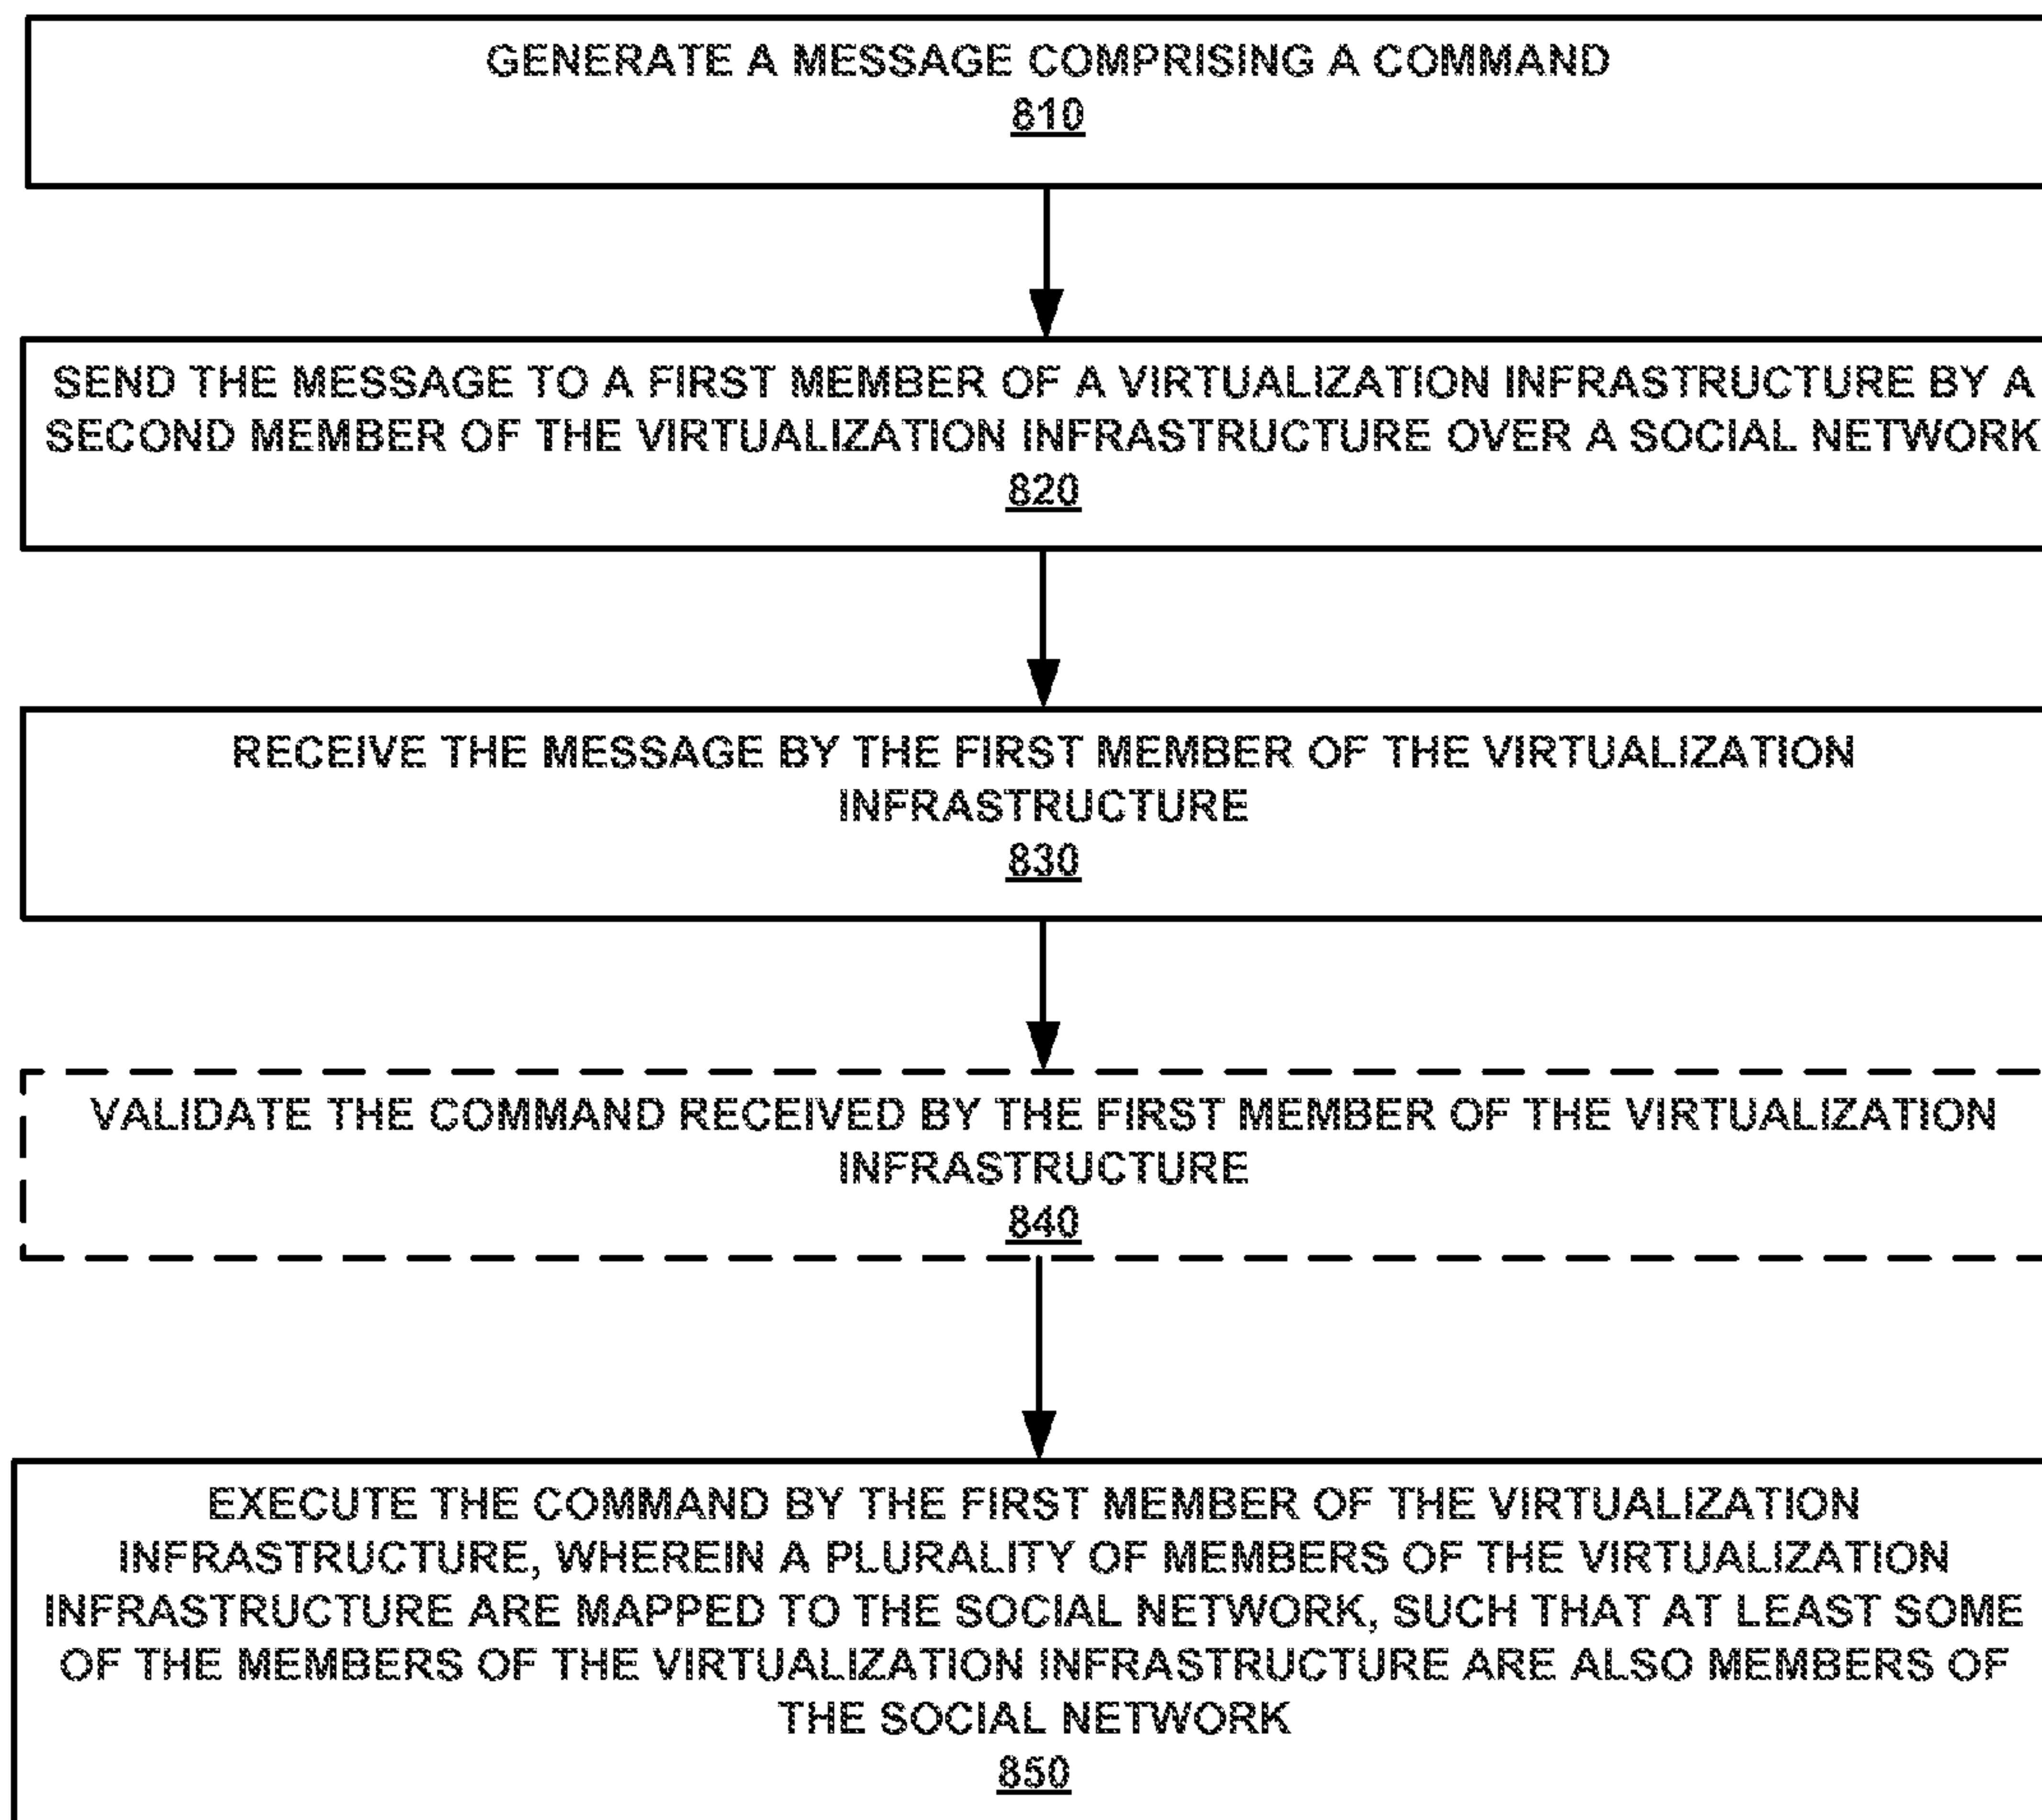 GENERATE A MESSAGE COMPRISING A COMMAND
810
SEND THE MESSAGE TO A FIRST MEMBER OF A VIRTUALIZATION INFRASTRUCTURE BY A
SECOND MEMBER OF THE VIRTUALIZATION INFRASTRUCTURE OVER A SOCIAL NETWORK
820
RECEIVE THE MESSAGE BY THE FIRST MEMBER OF THE VIRTUALIZATION
INFRASTRUCTURE
830
VALIDATE THE COMMAND RECEIVED BY THE FIRST MEMBER OF THE VIRTUALIZATION
INFRASTRUCTURE
840
EXECUTE THE COMMAND BY THE FIRST MEMBER OF THE VIRTUALIZATION
INFRASTRUCTURE, WHEREIN A PLURALITY OF MEMBERS OF THE VIRTUALIZATION
INFRASTRUCTURE ARE MAPPED TO THE SOCIAL NETWORK, SUCH THAT AT LEAST SOME
OF THE MEMBERS OF THE VIRTUALIZATION INFRASTRUCTURE ARE ALSO MEMBERS OF
THE SOCIAL NETWORK
850